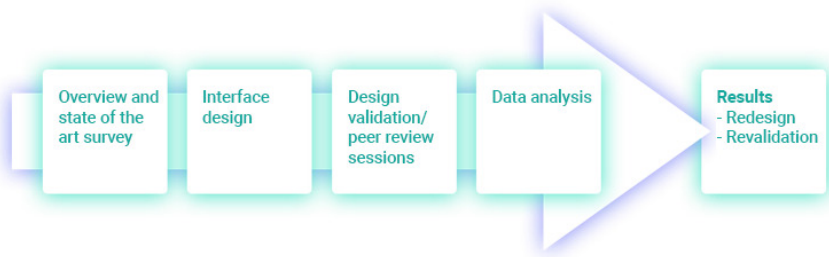 Overview and
state of the
art survey
Interface
design
Design
validation/
peer review
sessions
Data analysis
Results
- Redesign
- Revalidation